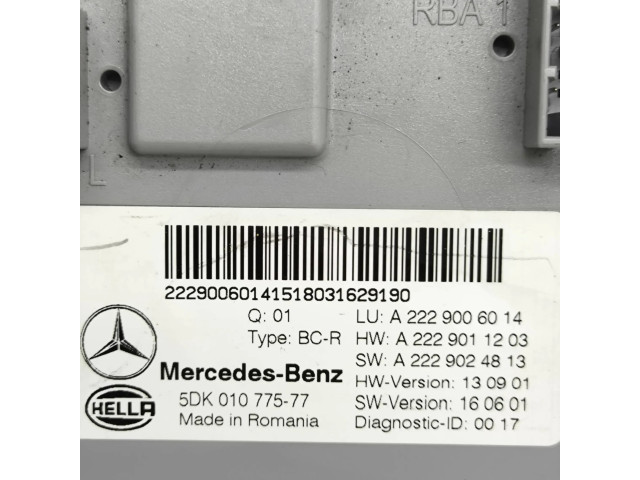 RBA 1
L
22290060141518031629190
Q: 01
LU: A 222 900 60 14
Type: BC-R
HW: A 222 901 12 03
SW: A 222 902 48 13
Mercedes-Benz
HW-Version: 13 09 01
HELLA
5DK 010 775-77
SW-Version: 16 06 01
Made in Romania
Diagnostic-ID: 00 17